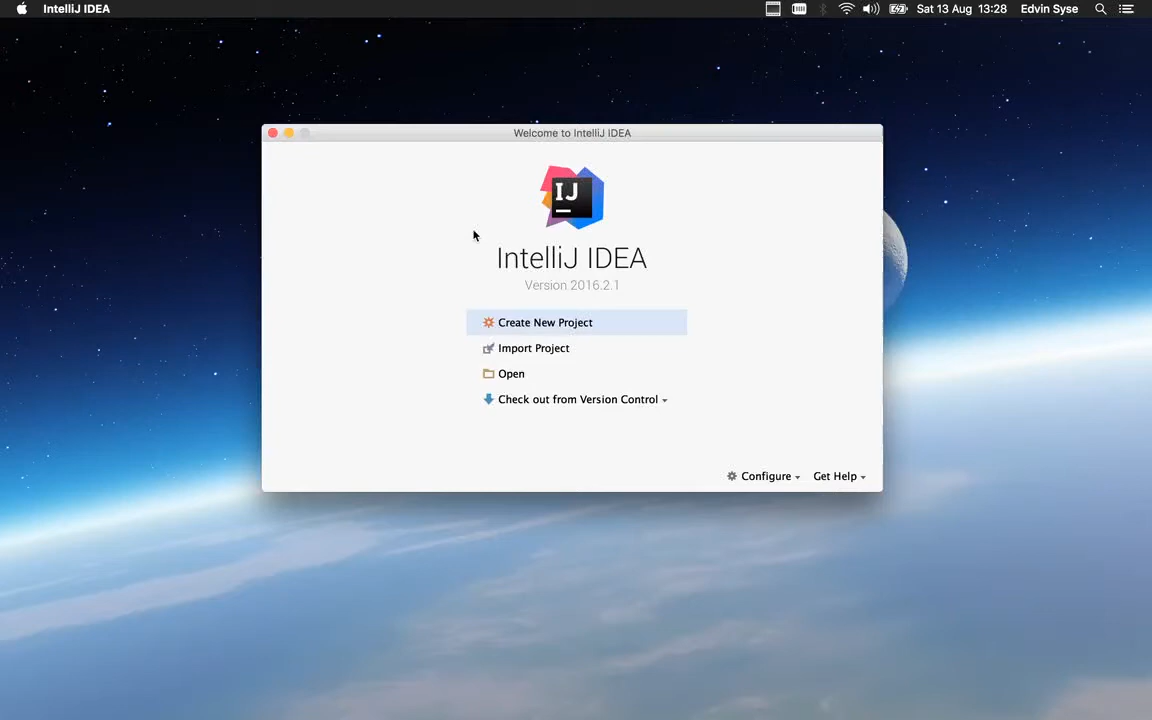 IntelliJ IDEA
Sat 13 Aug 13:28
Edvin Syse
Welcome to IntelliJ IDEA
IJ
IntelliJ IDEA
Version 2016.2.1
Create New Project
Import Project
Open
Check out from Version Control
Configure
Get Help